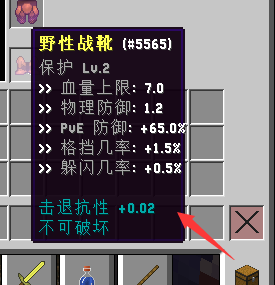 野性战靴 (#5565)
保护 Lv.2
>> 血量上限: 7.0
>> 物理防御: 1.2
>> PvE 防御: +65.0%
>> 格挡几率: +1.5%
>> 躲闪几率: +0.5%
击退抗性 +0.02
不可破坏